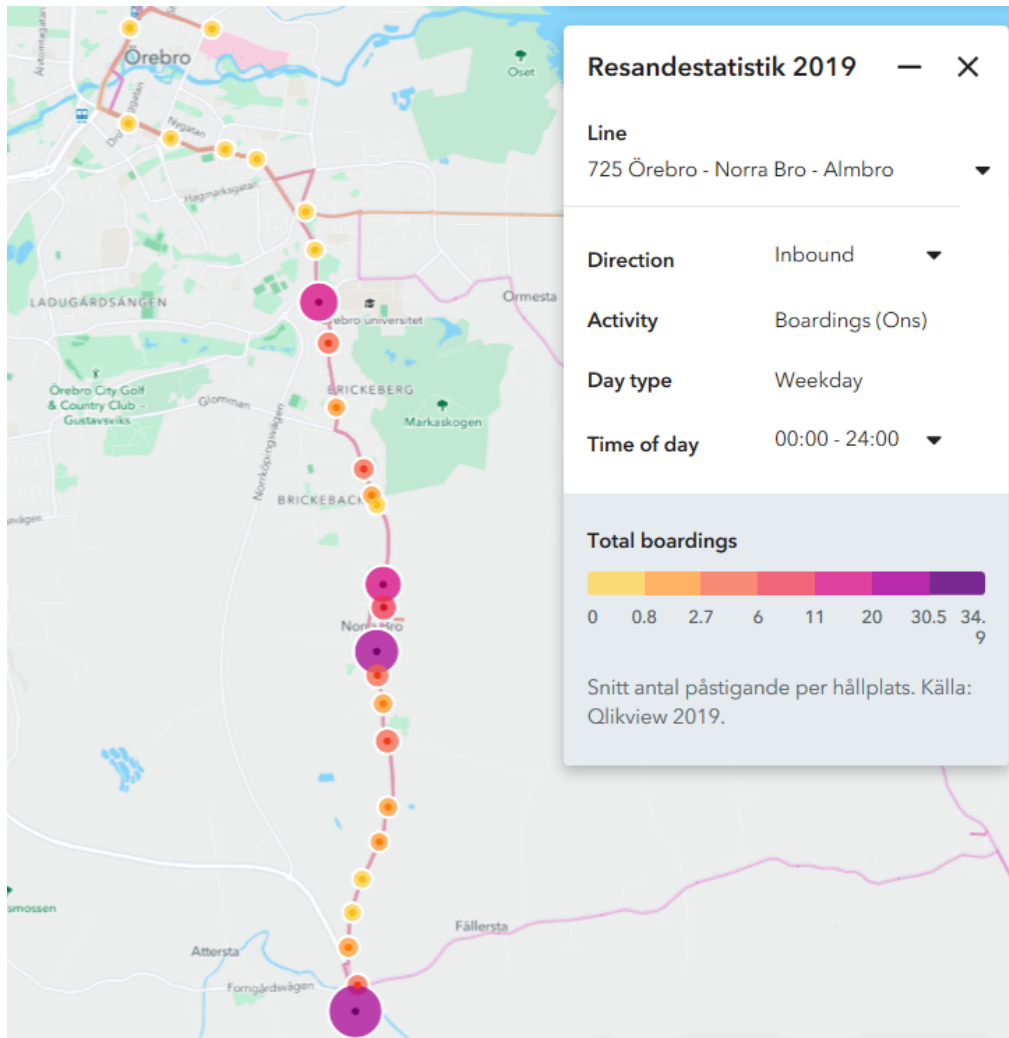 Älvtomtagatan
Örebro
Oset
Nygatan
Hagmarksgatan
LADUGÅRDSÄNGEN
Ormesta
ebro universitet
Örebro City Golf
& Country Club –
Gustavsviks
BRICKEBERG
Glomman
Markaskogen
Norrköpingsvägen
BRICKEBACK
Norra Bro
smossen
Fällersta
Attersta
Forngårdsvägen
Resandestatistik 2019
Line
725 Örebro - Norra Bro - Almbro
Direction Inbound
Activity Boardings (Ons)
Day type Weekday
Time of day 00:00 - 24:00
Total boardings
0 0.8 2.7 6 11 20 30.5 34.
9
Snitt antal påstigande per hållplats. Källa:
Qlikview 2019.